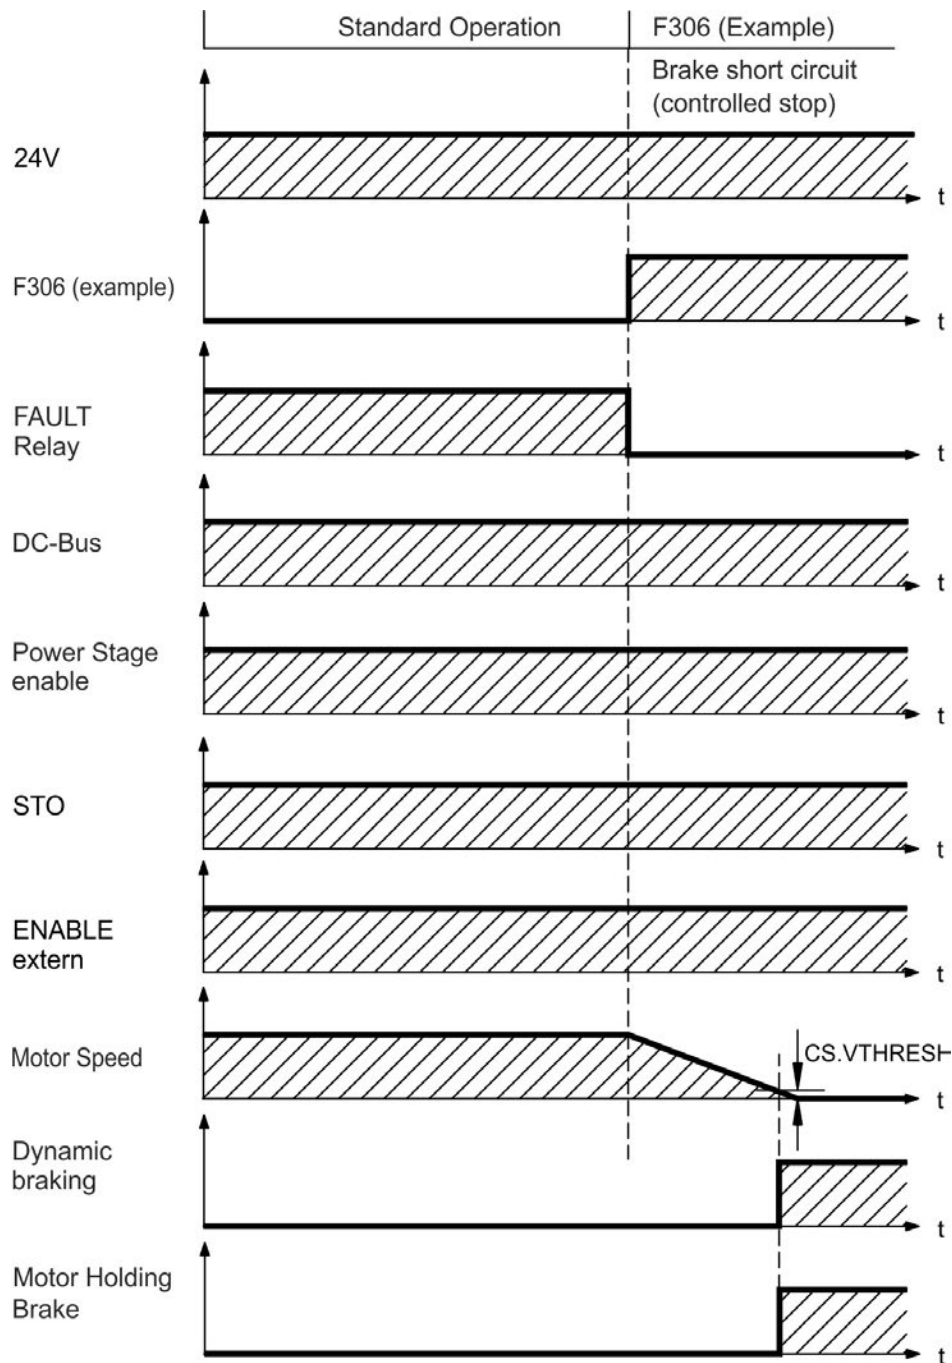 Standard Operation
F306 (Example)
Brake short circuit
(controlled stop)
24V
t
F306 (example)
t
FAULT
Relay
t
DC-Bus
t
Power Stage
enable
t
STO
t
ENABLE
extern
t
Motor Speed
CS.VTHRESH
t
Dynamic
braking
t
Motor Holding
Brake
t